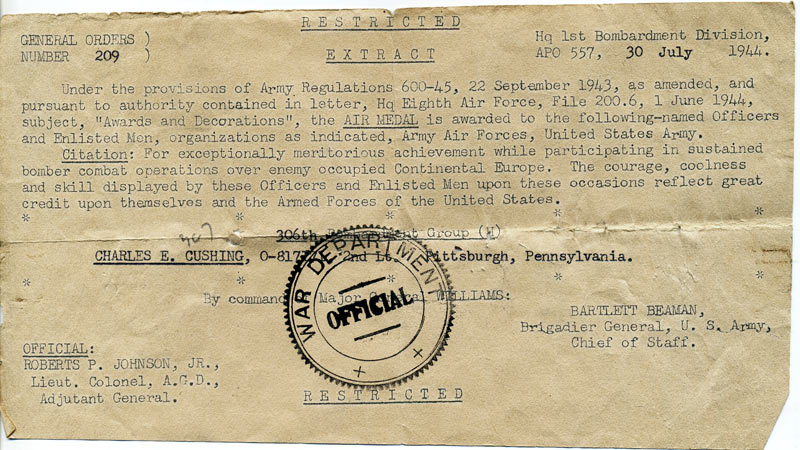 RESTRICTED
GENERAL ORDERS )
NUMBER 209 )
EXTRACT
Hq 1st Bombardment Division,
APO 557, 30 July 1944.
Under the provisions of Army Regulations 600-45, 22 September 1943, as amended, and
pursuant to authority contained in letter, Hq Eighth Air Force, File 200.6, 1 June 1944,
subject, "Awards and Decorations", the AIR MEDAL is awarded to the following-named Officers
and Enlisted Men, organizations as indicated, Army Air Forces, United States Army.
Citation: For exceptionally meritorious achievement while participating in sustained
bomber combat operations over enemy occupied Continental Europe. The courage, coolness
and skill displayed by these Officers and Enlisted Men upon these occasions reflect great
credit upon themselves and the Armed Forces of the United States.
* * * * *
306th Bombardment Group (H)
CHARLES E. CUSHING, 2nd Lt. Pittsburgh, Pennsylvania.
* * * * *
By command Major General WILLIAMS:
WAR DEPARTMENT
OFFICIAL
BARTLETT BEAMAN,
Brigadier General, U. S. Army,
Chief of Staff.
OFFICIAL:
ROBERTS P. JOHNSON, JR.,
Lieut. Colonel, A.G.D.,
Adjutant General.
RESTRICTED